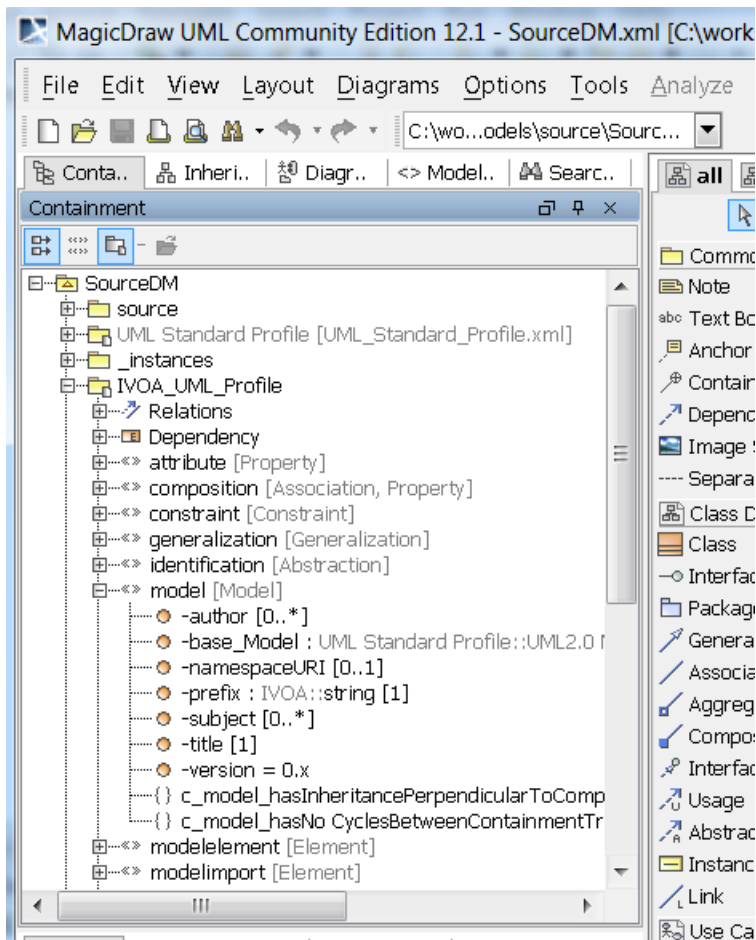 MagicDraw UML Community Edition 12.1 - SourceDM.xml [C:\work
File Edit View Layout Diagrams Options Tools Analyze
C:\wo...odels\source\Sourc...
Conta.. Inheri.. Diagr.. <> Model.. Searc.. all
Containment
SourceDM
source
UML Standard Profile [UML_Standard_Profile.xml]
_instances
IVOA_UML_Profile
Relations
Dependency
«» attribute [Property]
«» composition [Association, Property]
«» constraint [Constraint]
«» generalization [Generalization]
«» identification [Abstraction]
«» model [Model]
-author [0..*]
-base_Model : UML Standard Profile::UML2.0
-namespaceURI [0..1]
-prefix : IVOA::string [1]
-subject [0..*]
-title [1]
-version = 0.x
{} c_model_hasInheritancePerpendicularToComp
{} c_model_hasNo CyclesBetweenContainmentTr
«» modelelement [Element]
«» modelimport [Element]
Commo
Note
abc Text Bo
Anchor
Contain
Depend
Image
Separa
Class D
Class
Interfac
Package
Genera
Associa
Aggreg
Compos
Interfac
Usage
Abstrac
Instanc
Link
Use Ca